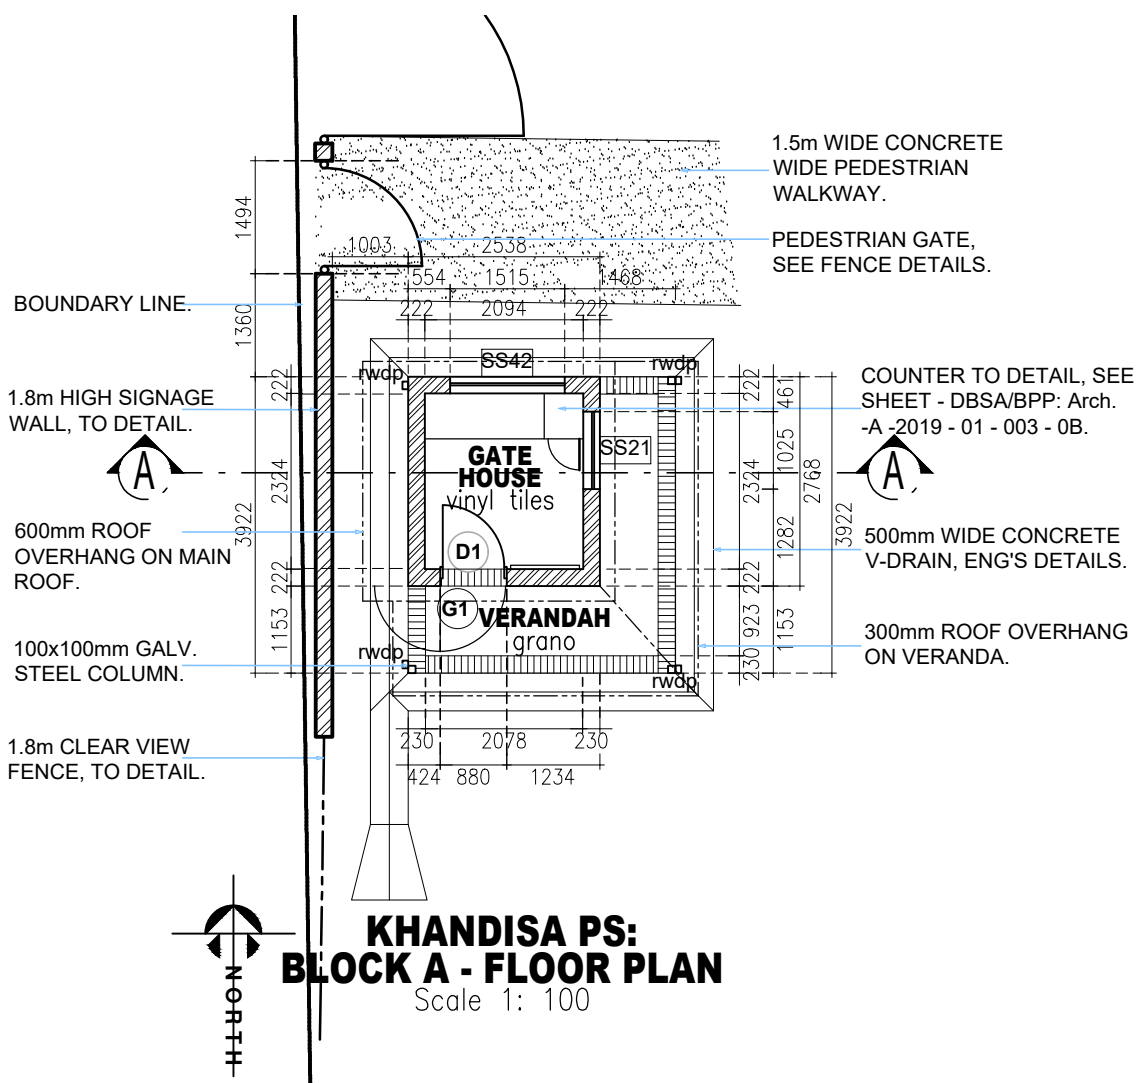 1.5m WIDE CONCRETE
WIDE PEDESTRIAN
WALKWAY.
PEDESTRIAN GATE,
SEE FENCE DETAILS.
1494
1003
2538
554
1515
1468
222
2094
222
BOUNDARY LINE.
1360
SS42
rwdp
rwdp
222
222
461
1.8m HIGH SIGNAGE
WALL, TO DETAIL.
COUNTER TO DETAIL, SEE
SHEET - DBSA/BPP: Arch.
-A -2019 - 01 - 003 - 0B.
A
A
GATE
HOUSE
vinyl tiles
SS21
2324
3922
2324
1025
2768
1282
3922
600mm ROOF
OVERHANG ON MAIN
ROOF.
500mm WIDE CONCRETE
V-DRAIN, ENG'S DETAILS.
D1
G1
222
222
VERANDAH
grano
1153
923
1153
230
100x100mm GALV.
STEEL COLUMN.
rwdp
rwdp
300mm ROOF OVERHANG
ON VERANDA.
1.8m CLEAR VIEW
FENCE, TO DETAIL.
230
2078
230
424
880
1234
KHANDISA PS:
BLOCK A - FLOOR PLAN
Scale 1: 100
NORTH